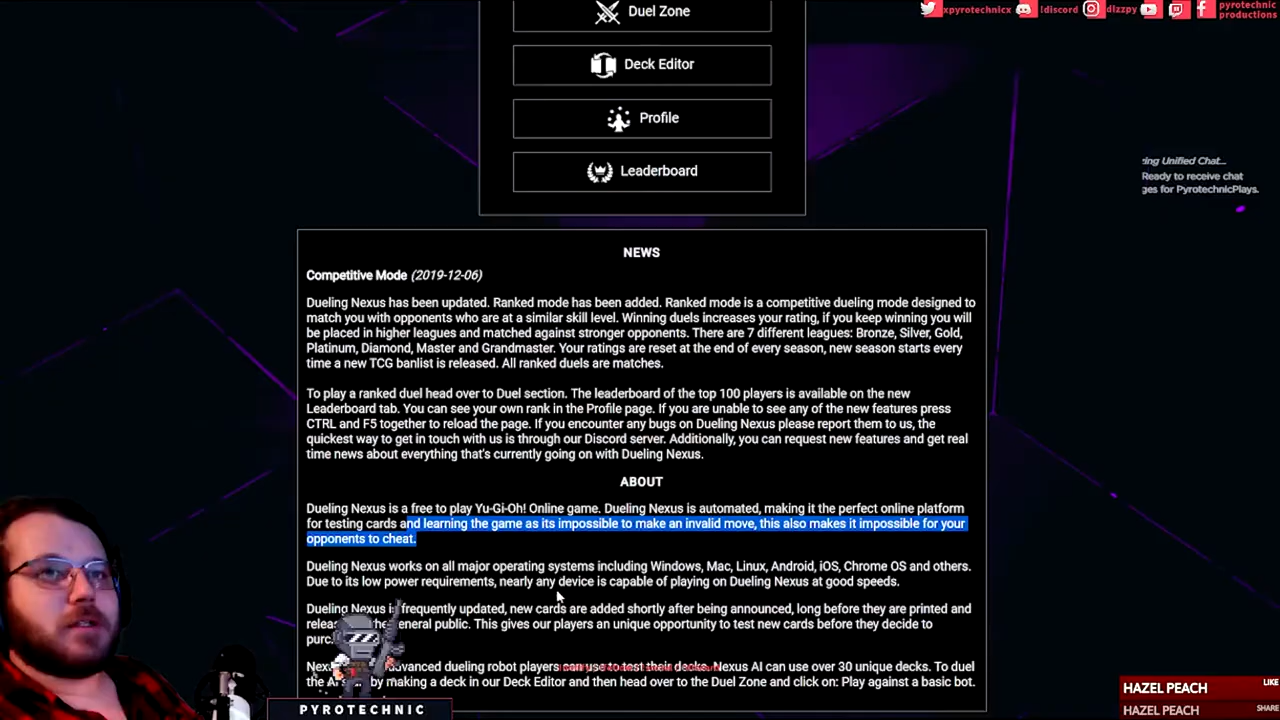 xpyrotechnicx
!discord
dizzpy
pyrotechnic
productions
Duel Zone
Deck Editor
Profile
Leaderboard
ing Unified Chat...
Ready to receive chat
ges for PyrotechnicPlays.
NEWS
Competitive Mode (2019-12-06)
Dueling Nexus has been updated. Ranked mode has been added. Ranked mode is a competitive dueling mode designed to
match you with opponents who are at a similar skill level. Winning duels increases your rating, if you keep winning you will
be placed in higher leagues and matched against stronger opponents. There are 7 different leagues: Bronze, Silver, Gold,
Platinum, Diamond, Master and Grandmaster. Your ratings are reset at the end of every season, new season starts every
time a new TCG banlist is released. All ranked duels are matches.
To play a ranked duel head over to Duel section. The leaderboard of the top 100 players is available on the new
Leaderboard tab. You can see your own rank in the Profile page. If you are unable to see any of the new features press
CTRL and F5 together to reload the page. If you encounter any bugs on Dueling Nexus please report them to us, the
quickest way to get in touch with us is through our Discord server. Additionally, you can request new features and get real
time news about everything that's currently going on with Dueling Nexus.
ABOUT
Dueling Nexus is a free to play Yu-Gi-Oh! Online game. Dueling Nexus is automated, making it the perfect online platform
for testing cards and learning the game as its impossible to make an invalid move, this also makes it impossible for your
opponents to cheat.
Dueling Nexus works on all major operating systems including Windows, Mac, Linux, Android, iOS, Chrome OS and others.
Due to its low power requirements, nearly any device is capable of playing on Dueling Nexus at good speeds.
Dueling Nexus is frequently updated, new cards are added shortly after being announced, long before they are printed and
general public. This gives our players an unique opportunity to test new cards before they decide to
advanced dueling robot players can use to test their decks. Nexus AI can use over 30 unique decks. To duel
the by making a deck in our Deck Editor and then head over to the Duel Zone and click on: Play against a basic bot.
PYROTECHNIC
HAZEL PEACH LIKE
HAZEL PEACH SHARE